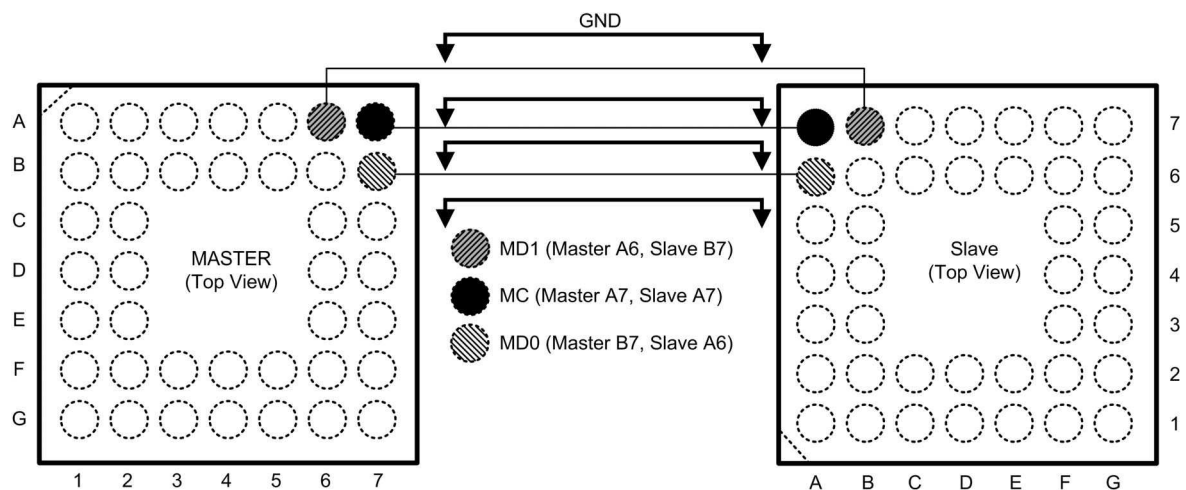 GND
A
B
C
D
E
F
G
MASTER
(Top View)
1 2 3 4 5 6 7
MD1 (Master A6, Slave B7)
MC (Master A7, Slave A7)
MD0 (Master B7, Slave A6)
Slave
(Top View)
7
6
5
4
3
2
1
A B C D E F G